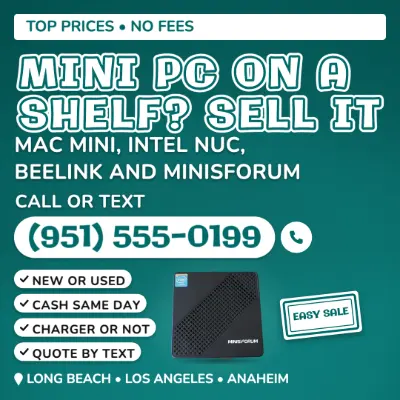 TOP PRICES • NO FEES
MINI PC ON A
SHELF? SELL IT
MAC MINI, INTEL NUC,
BEELINK AND MINISFORUM
CALL OR TEXT
(951) 555-0199
NEW OR USED
CASH SAME DAY
CHARGER OR NOT
QUOTE BY TEXT
MINISFORUM
EASY SALE
LONG BEACH • LOS ANGELES • ANAHEIM